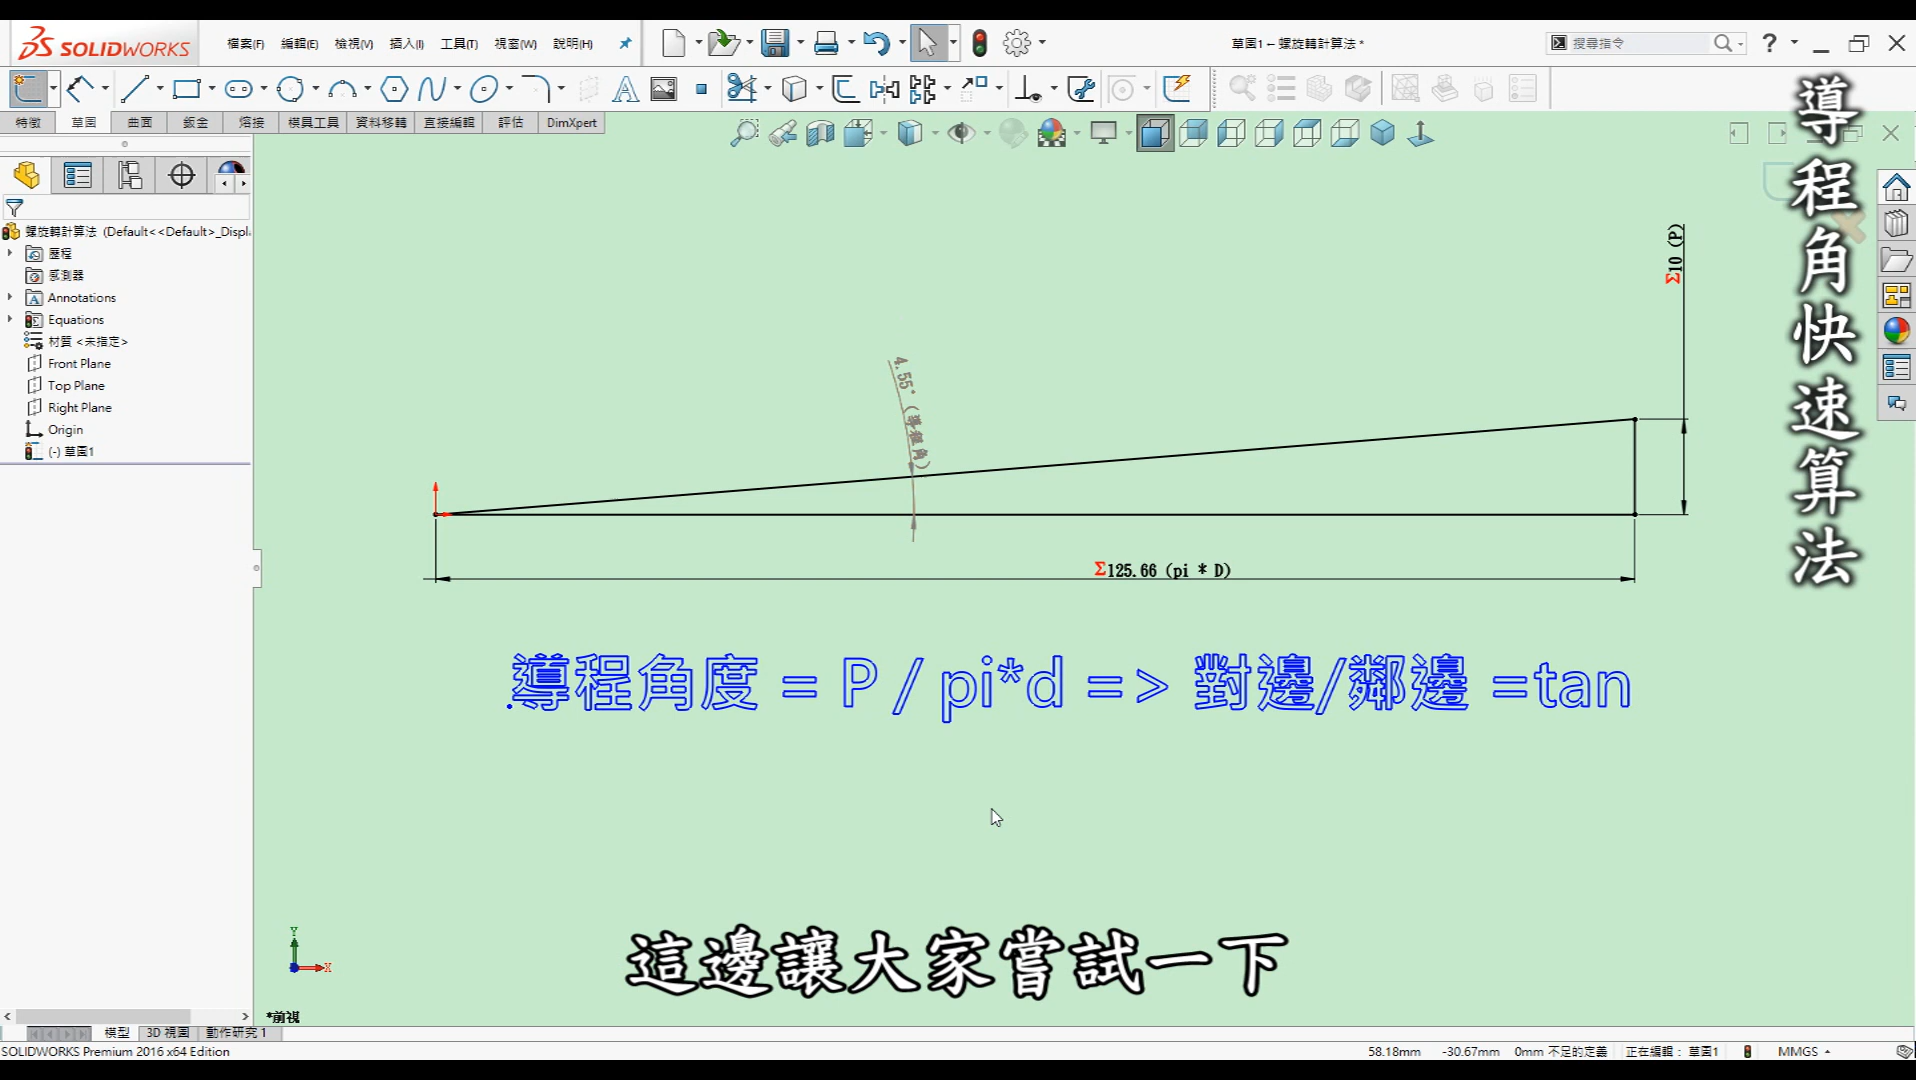 SOLIDWORKS
檔案(F) 編輯(E) 檢視(V) 插入(I) 工具(T) 視窗(W) 說明(H)
草圖1 - 螺旋轉計算法 *
搜尋指令
特徵 草圖 曲面 鈑金 熔接 模具工具 資料移轉 直接編輯 評估 DimXpert
螺旋轉計算法 (Default<<Default>_Displ
歷程
感測器
Annotations
Equations
材質 <未指定>
Front Plane
Top Plane
Right Plane
Origin
(-) 草圖1
導程角快速算法
Σ10 (P)
4.55° (導程角)
Σ125.66 (pi * D)
導程角度 = P / pi*d => 對邊/鄰邊 =tan
這邊讓大家嘗試一下
Y
X
*前視
模型 3D 視圖 動作研究 1
SOLIDWORKS Premium 2016 x64 Edition
58.18mm -30.67mm 0mm 不足的定義 正在編輯： 草圖1 MMGS